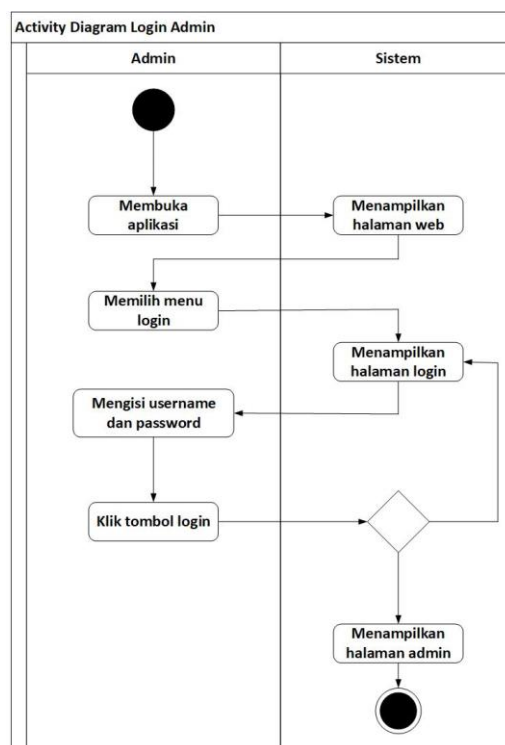 Activity Diagram Login Admin
Admin
Sistem
Membuka
aplikasi
Menampilkan
halaman web
Memilih menu
login
Menampilkan
halaman login
Mengisi username
dan password
Klik tombol login
Menampilkan
halaman admin